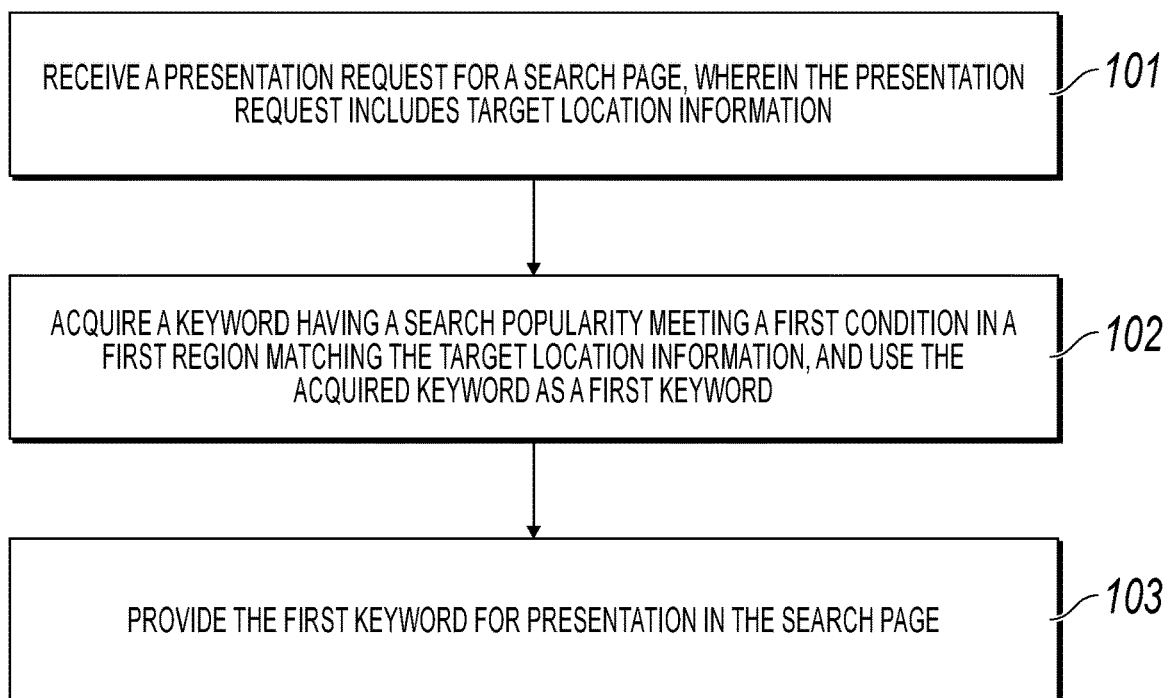 RECEIVE A PRESENTATION REQUEST FOR A SEARCH PAGE, WHEREIN THE PRESENTATION
REQUEST INCLUDES TARGET LOCATION INFORMATION
101
ACQUIRE A KEYWORD HAVING A SEARCH POPULARITY MEETING A FIRST CONDITION IN A
FIRST REGION MATCHING THE TARGET LOCATION INFORMATION, AND USE THE
ACQUIRED KEYWORD AS A FIRST KEYWORD
102
PROVIDE THE FIRST KEYWORD FOR PRESENTATION IN THE SEARCH PAGE
103